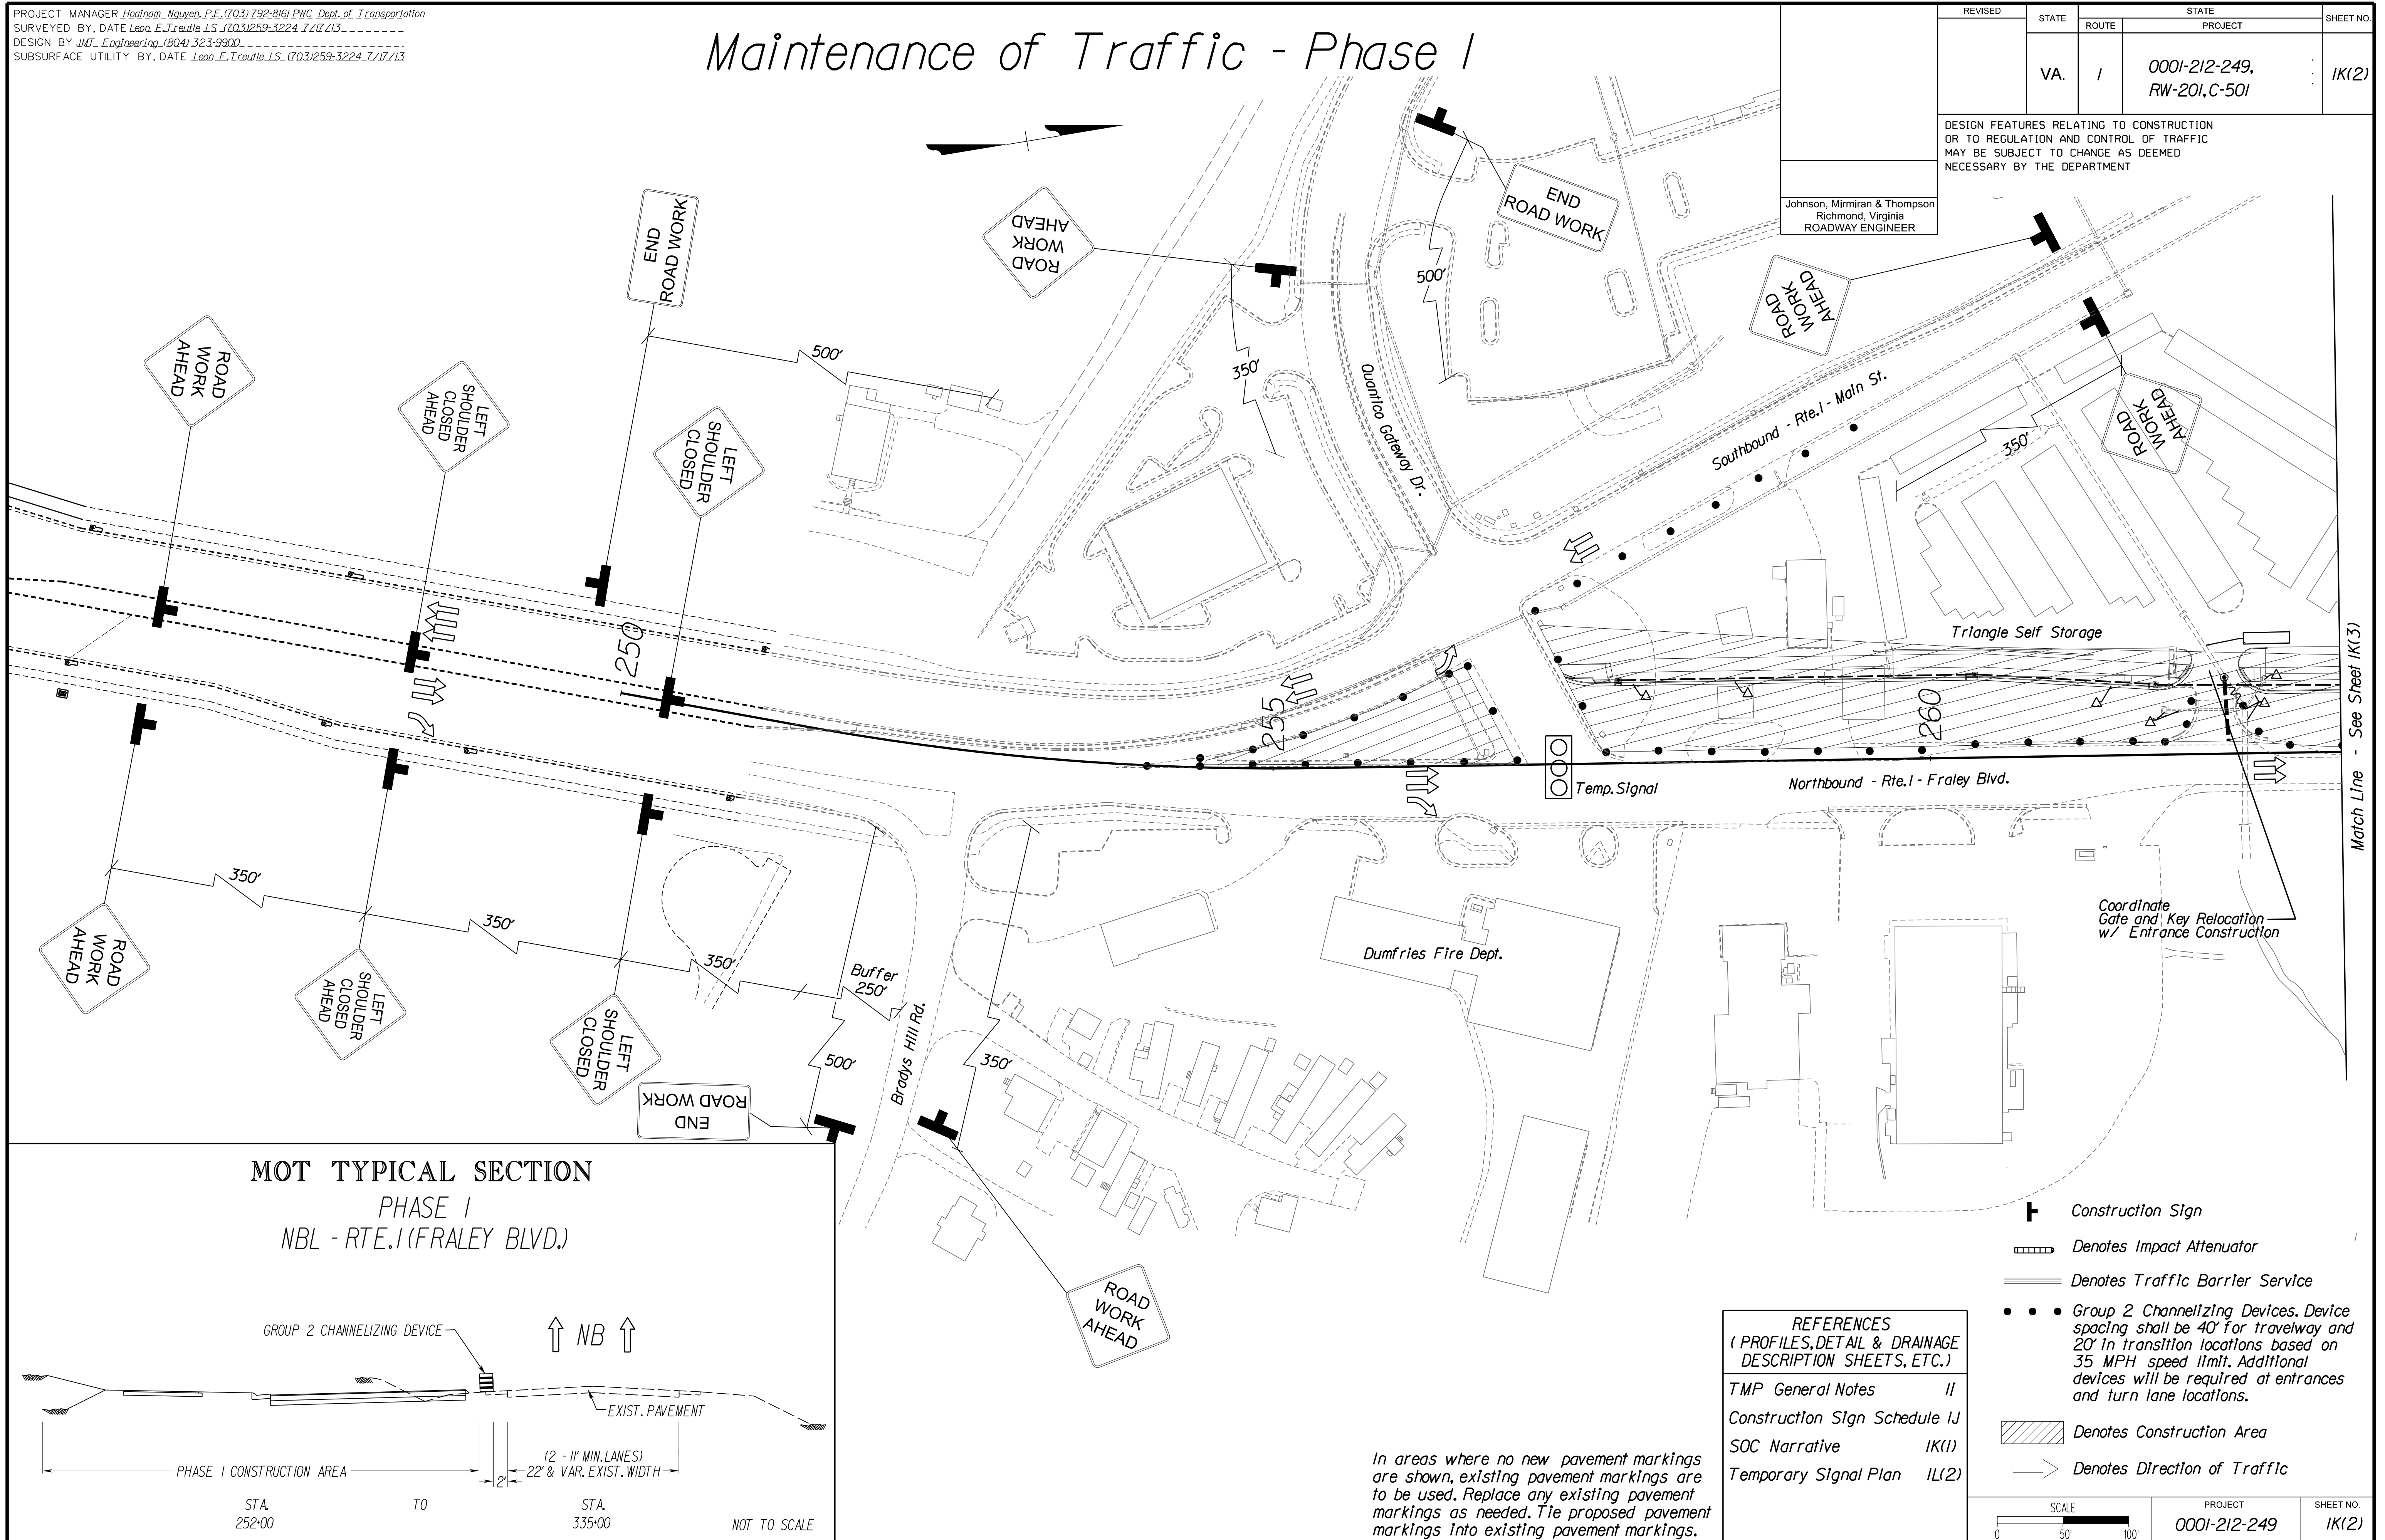 PROJECT MANAGER Hoainam Nguyen, P.E. (703) 792-8161 PWC Dept. of Transportation
SURVEYED BY, DATE Leon E. Treutle LS (703)259-3224 7/17/13
DESIGN BY JMT Engineering (804) 323-9900
SUBSURFACE UTILITY BY, DATE Leon E. Treutle LS (703)259-3224 7/17/13
Maintenance of Traffic - Phase I
REVISED
STATE
STATE
ROUTE
PROJECT
SHEET NO.
VA.
1
0001-212-249,
RW-201, C-501
1K(2)
DESIGN FEATURES RELATING TO CONSTRUCTION
OR TO REGULATION AND CONTROL OF TRAFFIC
MAY BE SUBJECT TO CHANGE AS DEEMED
NECESSARY BY THE DEPARTMENT
Johnson, Mirmiran & Thompson
Richmond, Virginia
ROADWAY ENGINEER
ROAD
WORK
AHEAD
LEFT
SHOULDER
CLOSED
AHEAD
END
ROAD WORK
500'
LEFT
SHOULDER
CLOSED
ROAD
WORK
AHEAD
350'
END
ROAD WORK
500'
Quantico Gateway Dr.
ROAD
WORK
AHEAD
Southbound - Rte. 1 - Main St.
350'
ROAD
WORK
AHEAD
Triangle Self Storage
250
255
260
Temp. Signal
Northbound - Rte. 1 - Fraley Blvd.
Match Line - See Sheet 1K(3)
Coordinate
Gate and Key Relocation
w/ Entrance Construction
Dumfries Fire Dept.
350'
350'
350'
Buffer
250'
500'
Bradys Hill Rd.
350'
ROAD
WORK
AHEAD
LEFT
SHOULDER
CLOSED
AHEAD
LEFT
SHOULDER
CLOSED
END
ROAD WORK
ROAD
WORK
AHEAD
MOT TYPICAL SECTION
PHASE I
NBL - RTE. 1 (FRALEY BLVD.)
GROUP 2 CHANNELIZING DEVICE
NB
EXIST. PAVEMENT
(2 - 11' MIN. LANES)
PHASE I CONSTRUCTION AREA
2'
22' & VAR. EXIST. WIDTH
STA.
252+00
TO
STA.
335+00
NOT TO SCALE
Construction Sign
Denotes Impact Attenuator
Denotes Traffic Barrier Service
Group 2 Channelizing Devices. Device
spacing shall be 40' for travelway and
20' in transition locations based on
35 MPH speed limit. Additional
devices will be required at entrances
and turn lane locations.
Denotes Construction Area
Denotes Direction of Traffic
REFERENCES
( PROFILES, DETAIL & DRAINAGE
DESCRIPTION SHEETS, ETC.)
TMP General Notes 1I
Construction Sign Schedule 1J
SOC Narrative 1K(1)
Temporary Signal Plan 1L(2)
In areas where no new pavement markings
are shown, existing pavement markings are
to be used. Replace any existing pavement
markings as needed. Tie proposed pavement
markings into existing pavement markings.
SCALE
0 50' 100'
PROJECT
0001-212-249
SHEET NO.
1K(2)